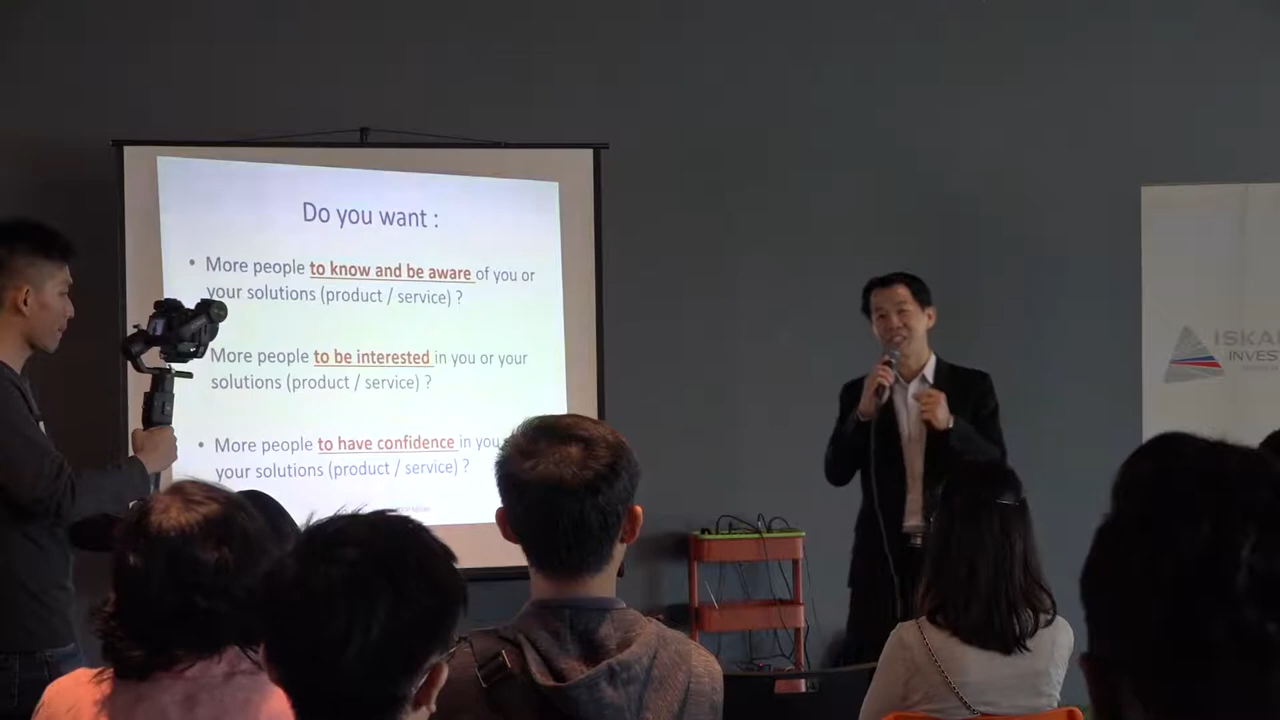 Do you want :
• More people to know and be aware of you or
your solutions (product / service) ?
More people to be interested in you or your
solutions (product / service) ?
• More people to have confidence in you
your solutions (product / service) ?
INVEST